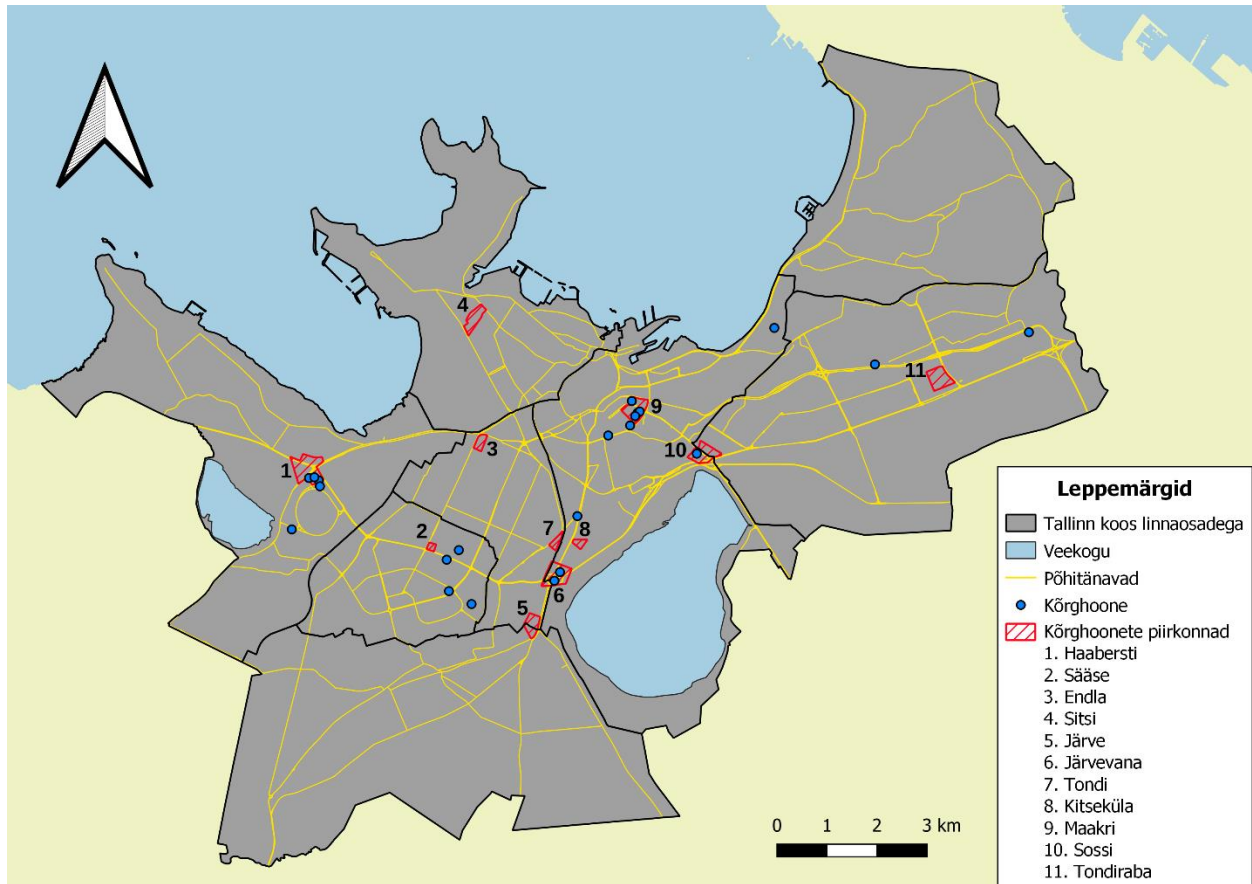 4
11
9
3
10
1
7
8
2
6
5
0 1 2 3 km
Leppemärgid
Tallinn koos linnaosadega
Veekogu
Põhitänavad
Kõrghoone
Kõrghoonete piirkonnad
1. Haabersti
2. Sääse
3. Endla
4. Sitsi
5. Järve
6. Järvevana
7. Tondi
8. Kitseküla
9. Maakri
10. Sossi
11. Tondiraba